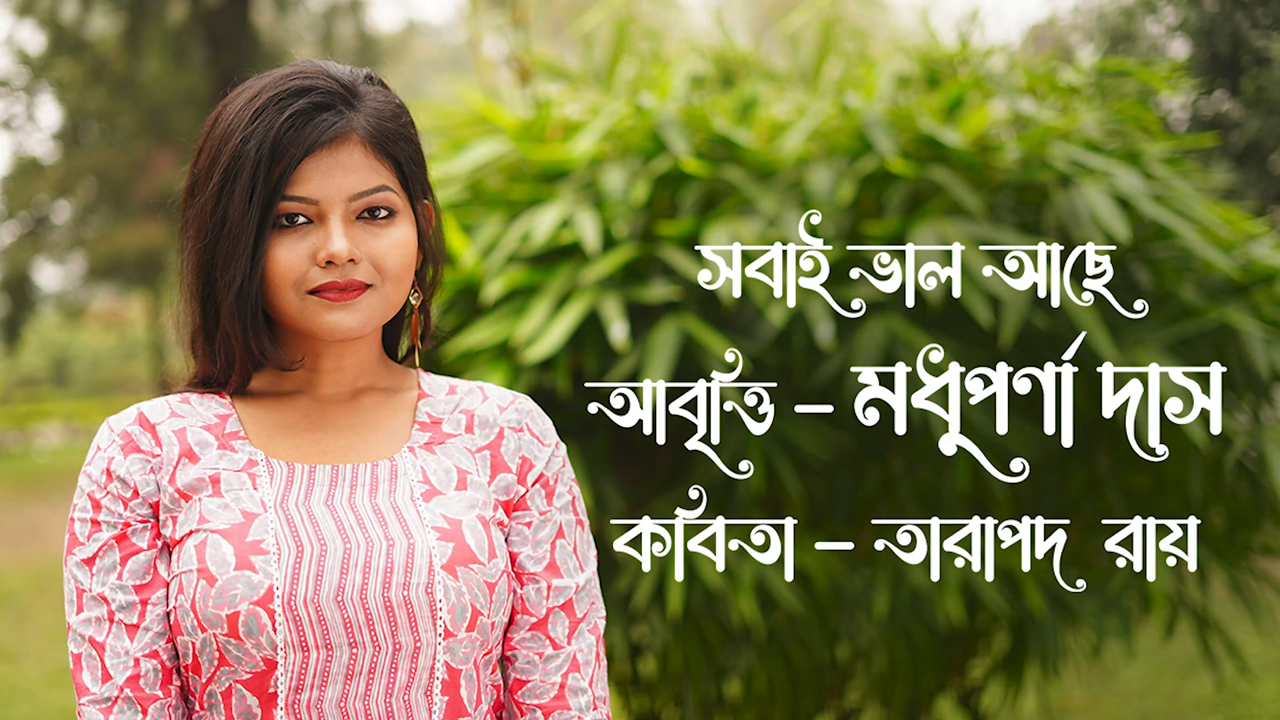 সবাই ভাল আছে
আবৃত্তি – মধুপর্ণা দাস
কবিতা – তারাপদ রায়